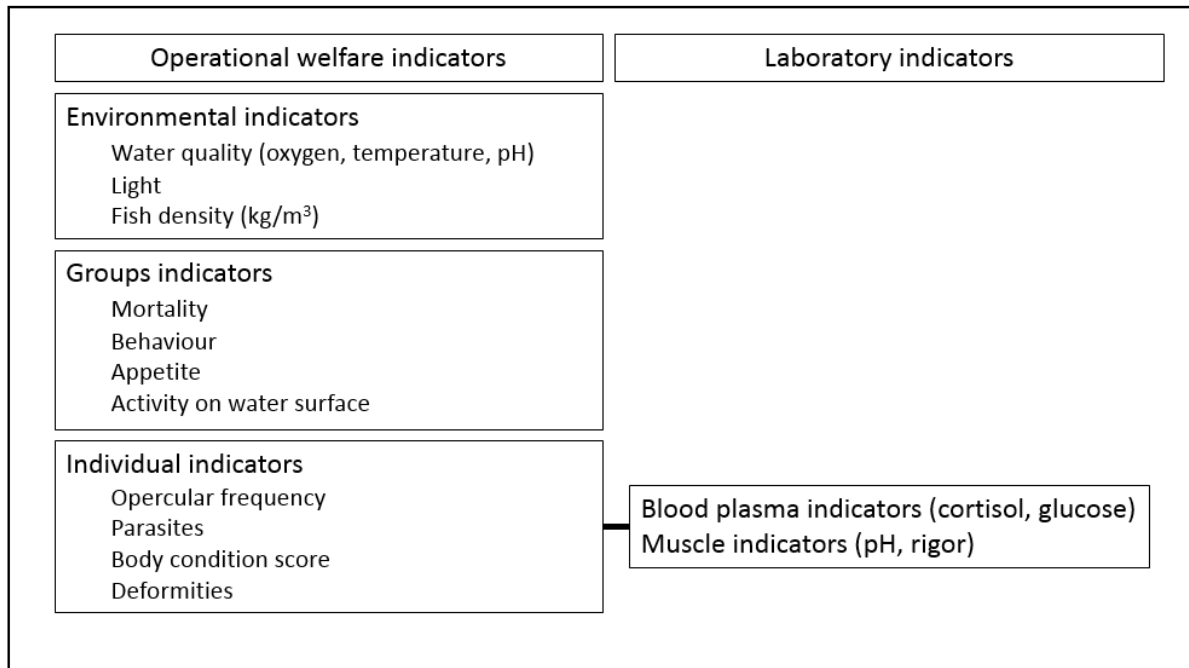 Operational welfare indicators
Laboratory indicators
Environmental indicators
Water quality (oxygen, temperature, pH)
Light
Fish density (kg/m³)
Groups indicators
Mortality
Behaviour
Appetite
Activity on water surface
Individual indicators
Opercular frequency
Parasites
Body condition score
Deformities
Blood plasma indicators (cortisol, glucose)
Muscle indicators (pH, rigor)